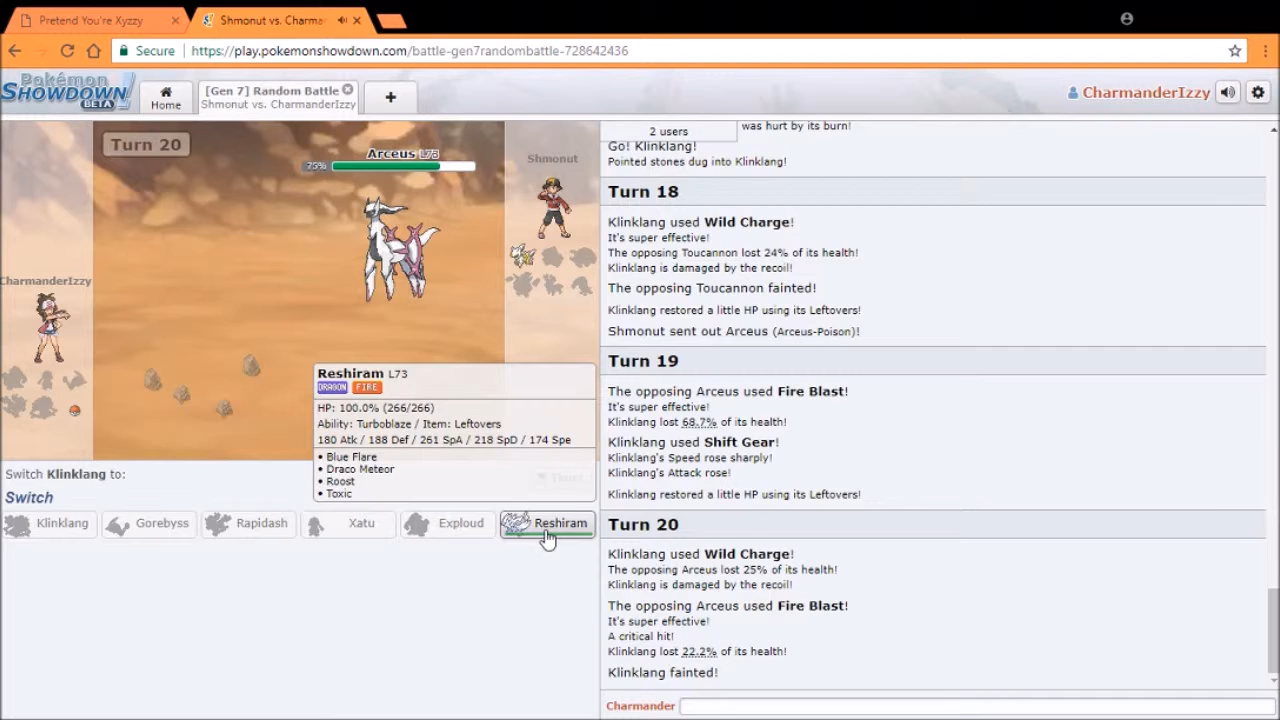 Pretend You're Xyzzy
Shmonut vs. Charma
Secure
https://play.pokemonshowdown.com/battle-gen7randombattle-728642436
Pokémon
SHOWDOWN!
BETA
Home
[Gen 7] Random Battle
Shmonut vs. CharmanderIzzy
+
CharmanderIzzy
Turn 20
75%
Arceus L73
Shmonut
CharmanderIzzy
Reshiram L73
DRAGON FIRE
HP: 100.0% (266/266)
Ability: Turboblaze / Item: Leftovers
180 Atk / 188 Def / 261 SpA / 218 SpD / 174 Spe
• Blue Flare
• Draco Meteor
• Roost
• Toxic
Switch Klinklang to:
Timer
Switch
Klinklang
Gorebyss
Rapidash
Xatu
Exploud
Reshiram
2 users
was hurt by its burn!
Go! Klinklang!
Pointed stones dug into Klinklang!
Turn 18
Klinklang used Wild Charge!
It's super effective!
The opposing Toucannon lost 24% of its health!
Klinklang is damaged by the recoil!
The opposing Toucannon fainted!
Klinklang restored a little HP using its Leftovers!
Shmonut sent out Arceus (Arceus-Poison)!
Turn 19
The opposing Arceus used Fire Blast!
It's super effective!
Klinklang lost 68.7% of its health!
Klinklang used Shift Gear!
Klinklang's Speed rose sharply!
Klinklang's Attack rose!
Klinklang restored a little HP using its Leftovers!
Turn 20
Klinklang used Wild Charge!
The opposing Arceus lost 25% of its health!
Klinklang is damaged by the recoil!
The opposing Arceus used Fire Blast!
It's super effective!
A critical hit!
Klinklang lost 22.2% of its health!
Klinklang fainted!
Charmander